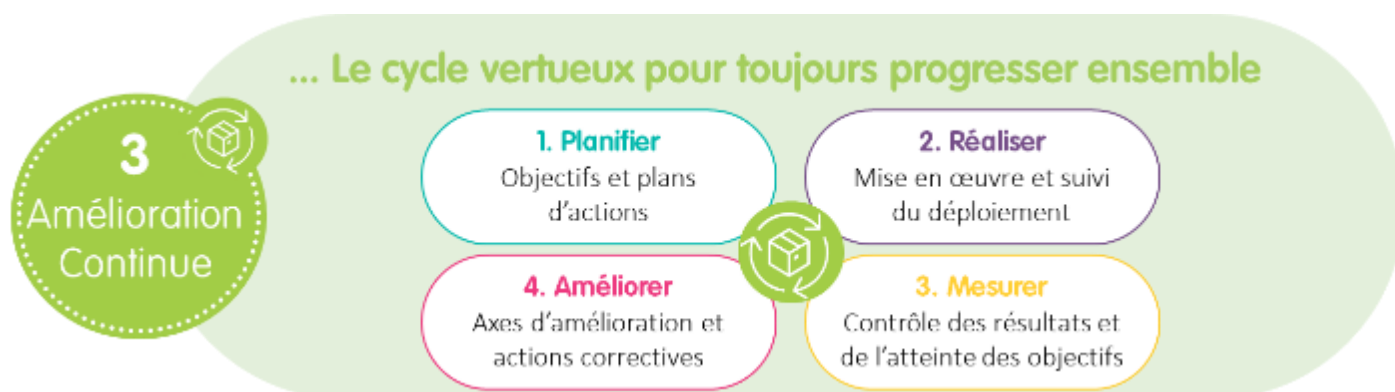 ... Le cycle vertueux pour toujours progresser ensemble
3
Amélioration
Continue
1. Planifier
Objectifs et plans
d'actions
2. Réaliser
Mise en œuvre et suivi
du déploiement
4. Améliorer
Axes d'amélioration et
actions correctives
3. Mesurer
Contrôle des résultats et
de l'atteinte des objectifs